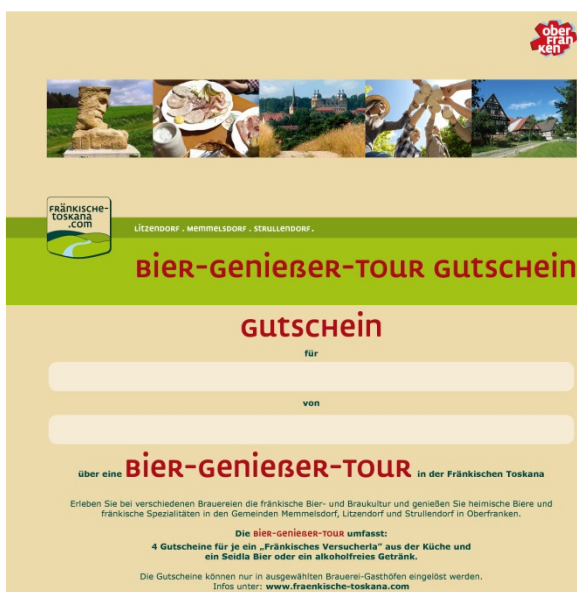 ober
Fran
ken
Fränkische-
toskana
.com
Litzendorf . Memmelsdorf . Strullendorf .
Bier-Genießer-Tour Gutschein
Gutschein
für
von
über eine Bier-Genießer-Tour in der Fränkischen Toskana
Erleben Sie bei verschiedenen Brauereien die fränkische Bier- und Braukultur und genießen Sie heimische Biere und
fränkische Spezialitäten in den Gemeinden Memmelsdorf, Litzendorf und Strullendorf in Oberfranken.
Die Bier-Genießer-Tour umfasst:
4 Gutscheine für je ein „Fränkisches Versucherla" aus der Küche und
ein Seidla Bier oder ein alkoholfreies Getränk.
Die Gutscheine können nur in ausgewählten Brauerei-Gasthöfen eingelöst werden.
Infos unter: www.fraenkische-toskana.com